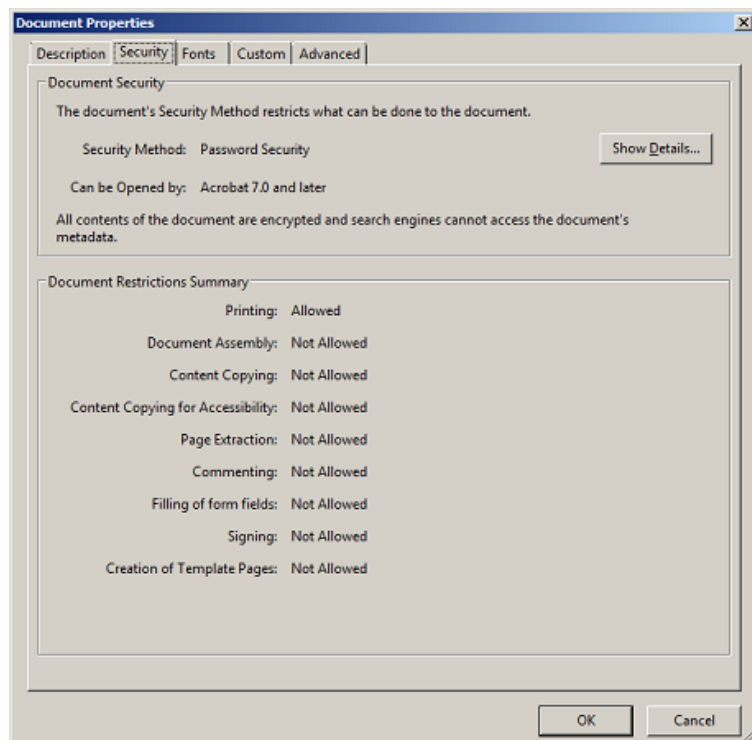 Document Properties
Description Security Fonts Custom Advanced
Document Security
The document's Security Method restricts what can be done to the document.
Security Method: Password Security
Show Details...
Can be Opened by: Acrobat 7.0 and later
All contents of the document are encrypted and search engines cannot access the document's
metadata.
Document Restrictions Summary
Printing: Allowed
Document Assembly: Not Allowed
Content Copying: Not Allowed
Content Copying for Accessibility: Not Allowed
Page Extraction: Not Allowed
Commenting: Not Allowed
Filling of form fields: Not Allowed
Signing: Not Allowed
Creation of Template Pages: Not Allowed
OK Cancel